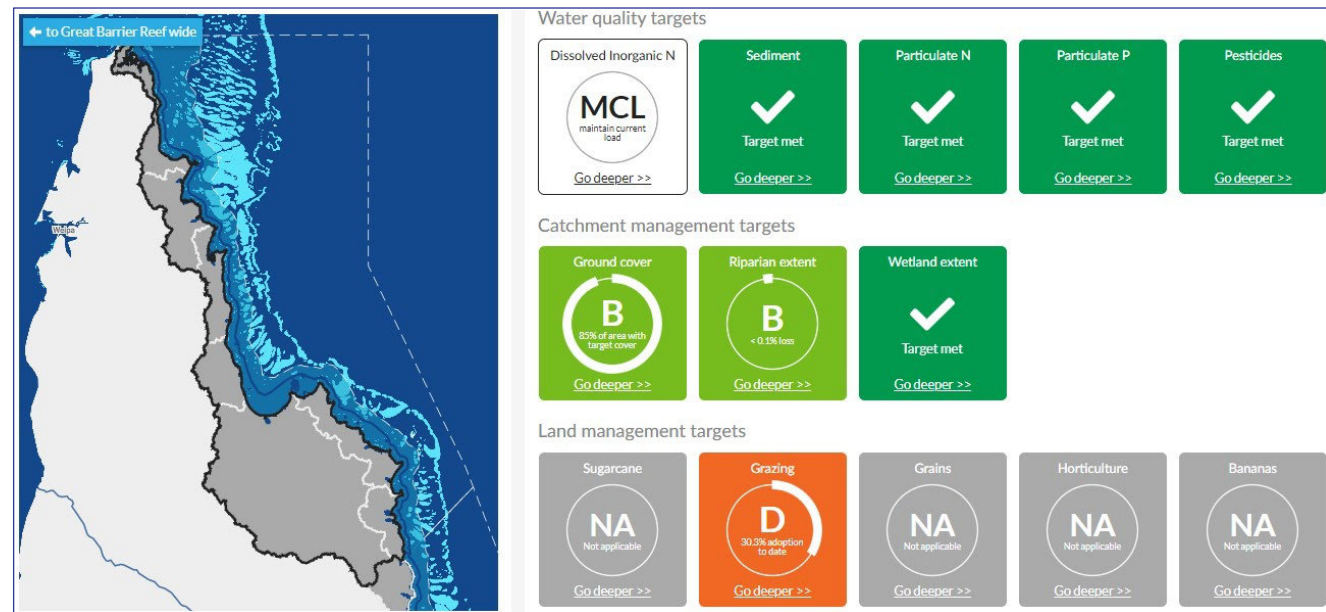 ← to Great Barrier Reef wide
Weipa
Water quality targets
Dissolved Inorganic N
MCL
maintain current
load
Go deeper >>
Sediment
Target met
Go deeper >>
Particulate N
Target met
Go deeper >>
Particulate P
Target met
Go deeper >>
Pesticides
Target met
Go deeper >>
Catchment management targets
Ground cover
B
85% of area with
target cover
Go deeper >>
Riparian extent
B
< 0.1% loss
Go deeper >>
Wetland extent
Target met
Go deeper >>
Land management targets
Sugarcane
NA
Not applicable
Go deeper >>
Grazing
D
30.3% adoption
to date
Go deeper >>
Grains
NA
Not applicable
Go deeper >>
Horticulture
NA
Not applicable
Go deeper >>
Bananas
NA
Not applicable
Go deeper >>